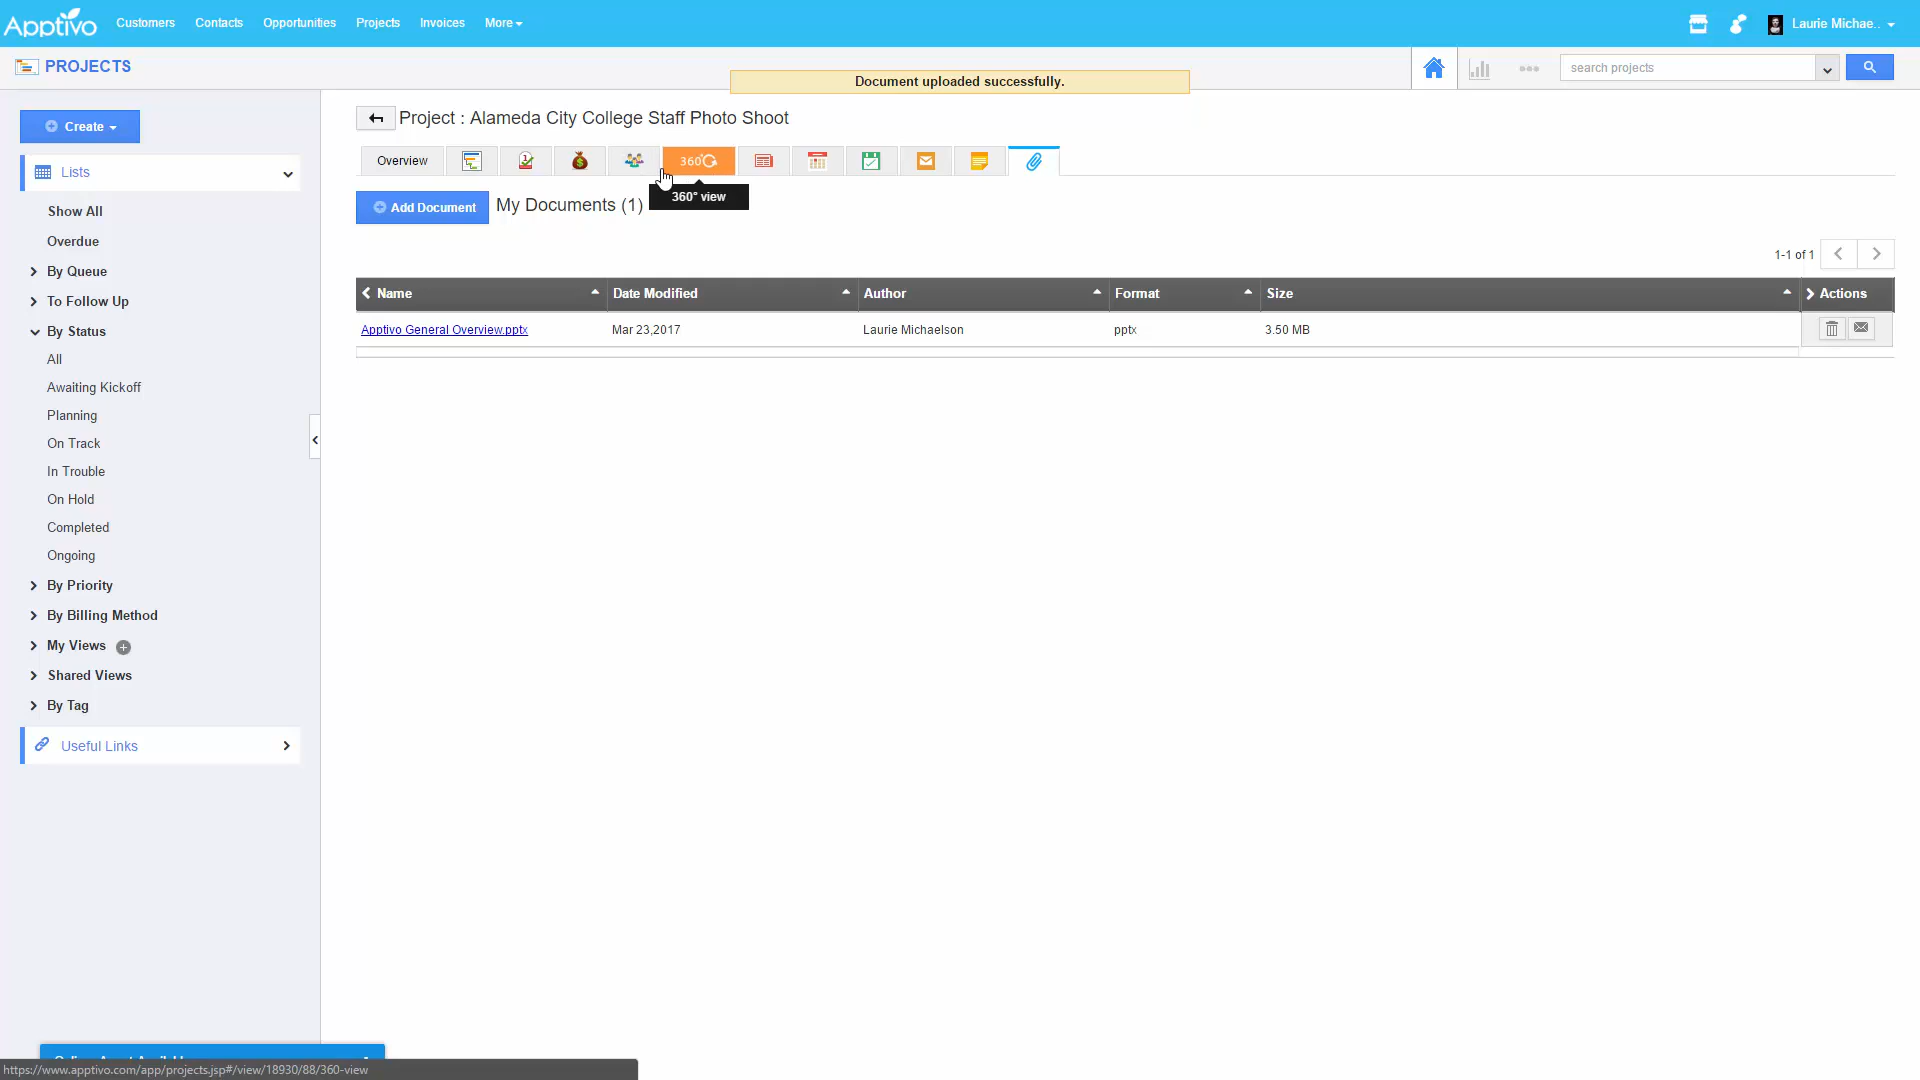 Apptivo
Customers
Contacts
Opportunities
Projects
Invoices
More
Laurie Michae..
PROJECTS
Document uploaded successfully.
search projects
Create
Project : Alameda City College Staff Photo Shoot
Overview
1
360°
360° view
Add Document
My Documents (1)
1-1 of 1
Name
Date Modified
Author
Format
Size
Actions
Apptivo General Overview.pptx
Mar 23,2017
Laurie Michaelson
pptx
3.50 MB
Lists
Show All
Overdue
By Queue
To Follow Up
By Status
All
Awaiting Kickoff
Planning
On Track
In Trouble
On Hold
Completed
Ongoing
By Priority
By Billing Method
My Views
Shared Views
By Tag
Useful Links
https://www.apptivo.com/app/projects.jsp#/view/18930/88/360-view